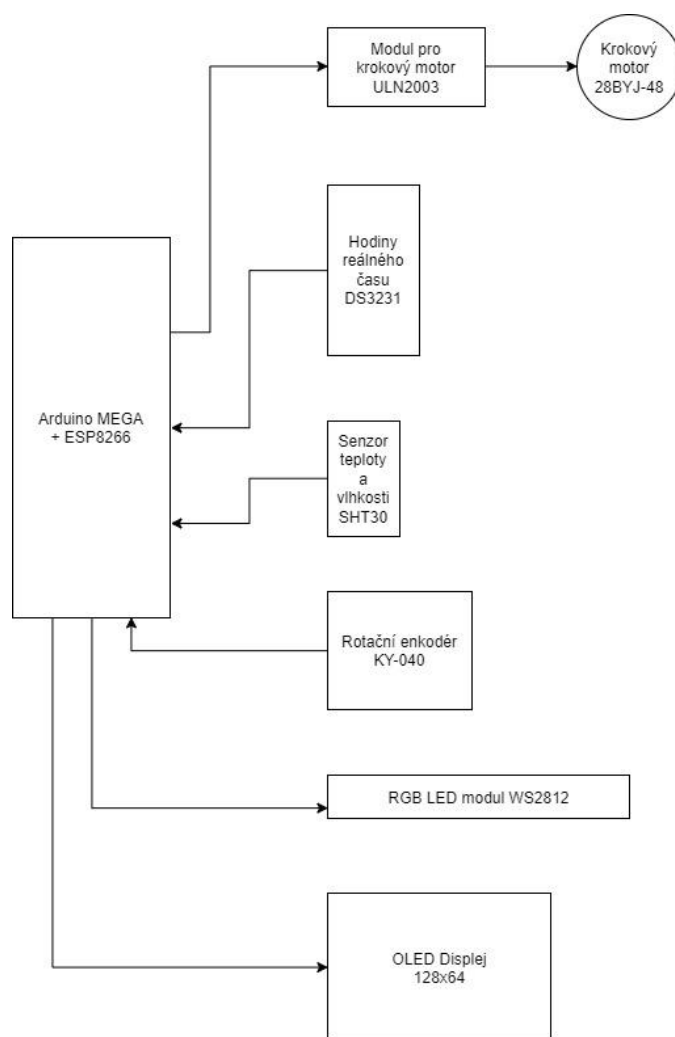 Modul pro
krokový motor
ULN2003
Krokový
motor
28BYJ-48
Hodiny
reálného
času
DS3231
Arduino MEGA
+ ESP8266
Senzor
teploty
a
vlhkosti
SHT30
Rotační enkodér
KY-040
RGB LED modul WS2812
OLED Displej
128x64